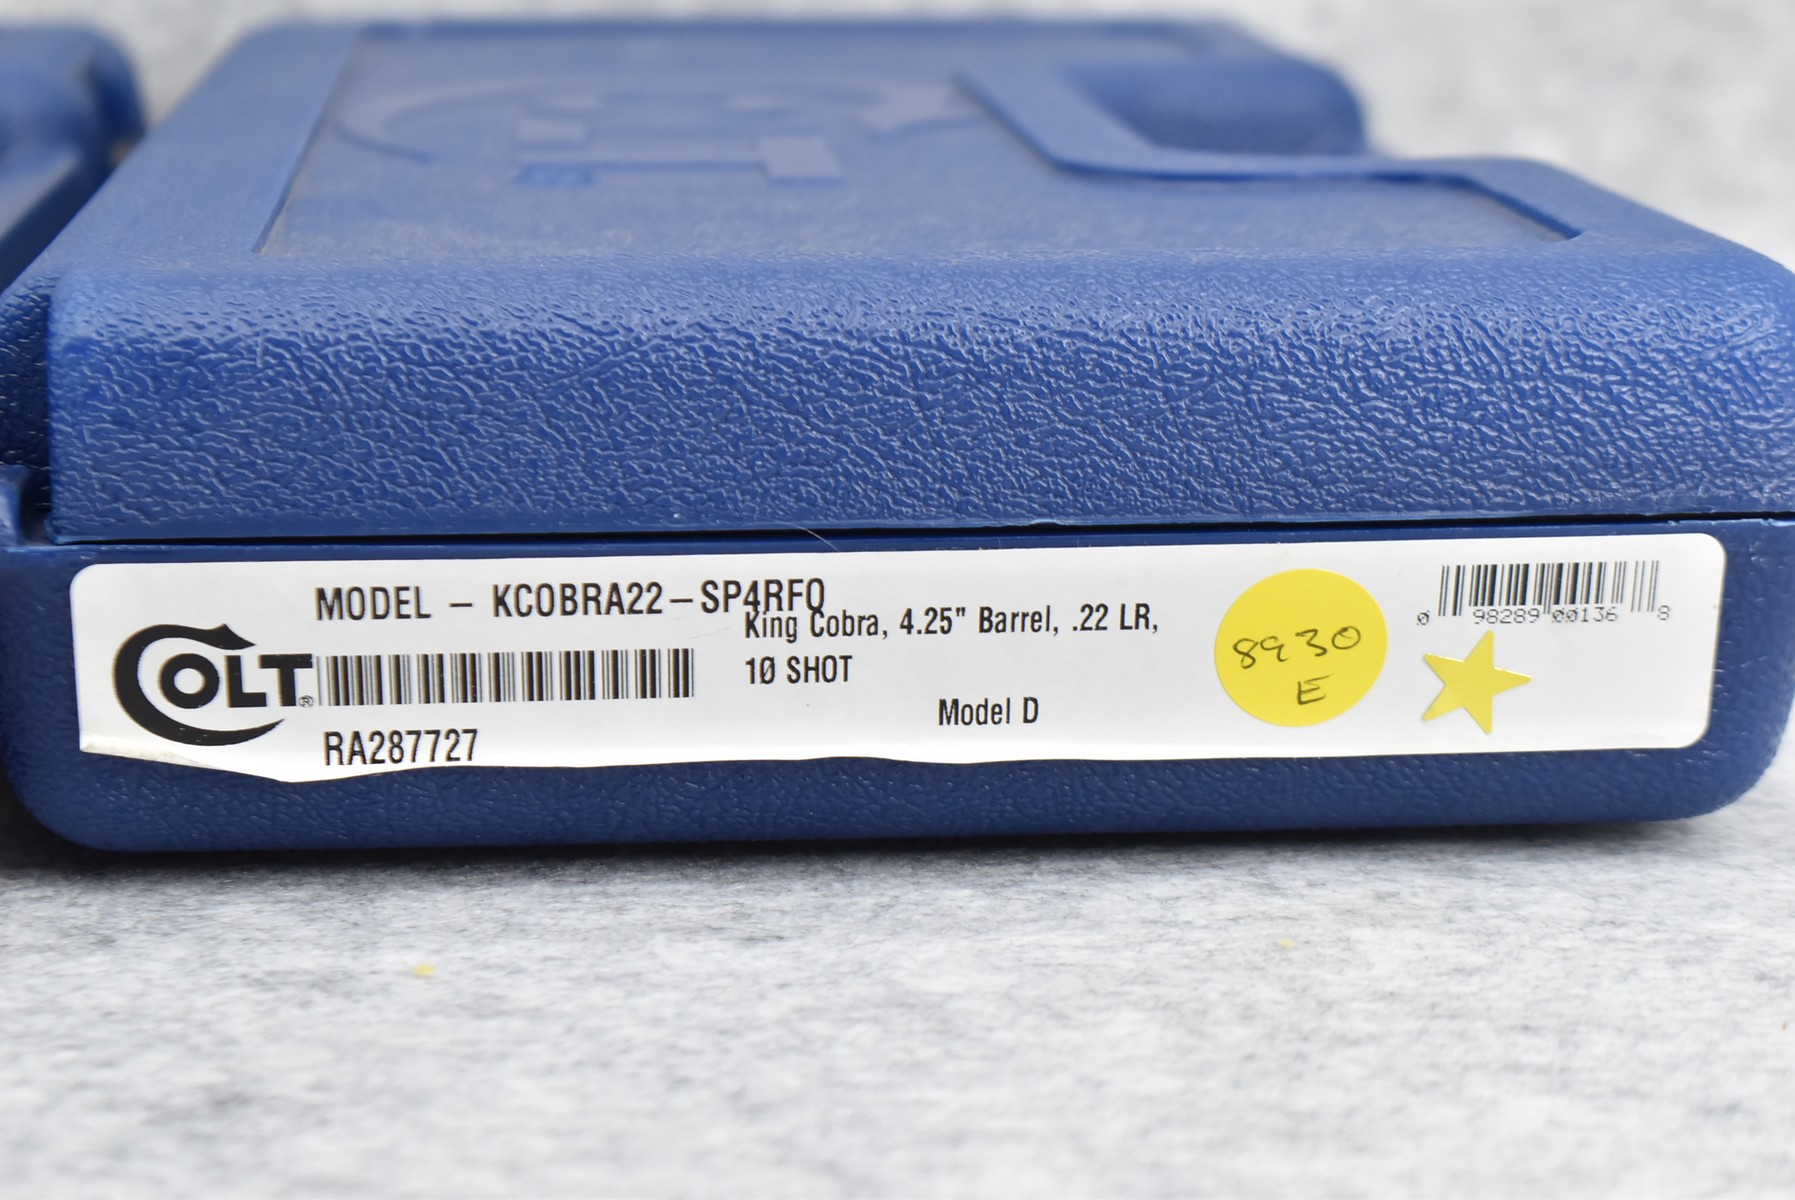 MODEL – KCOBRA22–SP4RFQ
King Cobra, 4.25" Barrel, .22 LR,
10 SHOT
Model D
COLT®
RA287727
8930
E
0 98289 00136 8